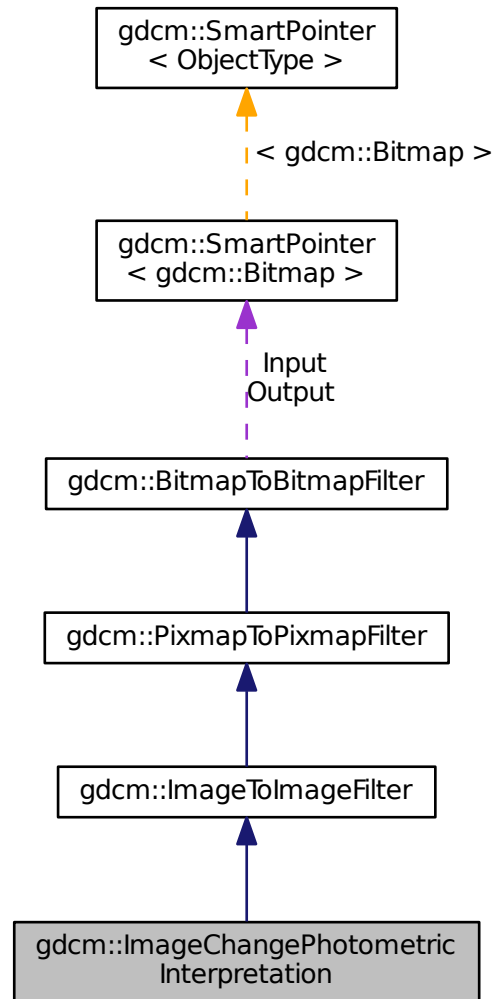 gdcm::SmartPointer
< ObjectType >
< gdcm::Bitmap >
gdcm::SmartPointer
< gdcm::Bitmap >
Input
Output
gdcm::BitmapToBitmapFilter
gdcm::PixmapToPixmapFilter
gdcm::ImageToImageFilter
gdcm::ImageChangePhotometric
Interpretation